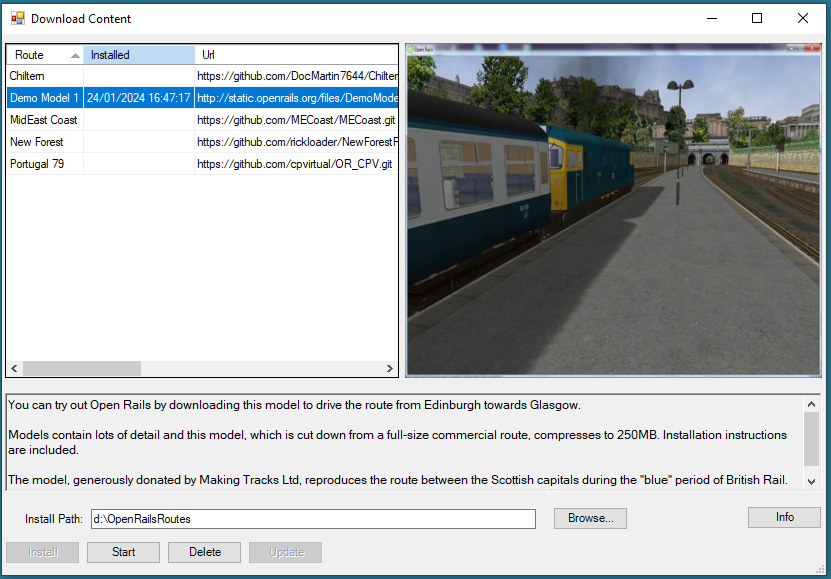 Download Content
Route Installed Url
Chiltern https://github.com/DocMartin7644/Chilter
Demo Model 1 24/01/2024 16:47:17 http://static.openrails.org/files/DemoMode
MidEast Coast https://github.com/MECoast/MECoast.git
New Forest https://github.com/rickloader/NewForestF
Portugal 79 https://github.com/cpvirtual/OR_CPV.git
Open Rails
You can try out Open Rails by downloading this model to drive the route from Edinburgh towards Glasgow.
Models contain lots of detail and this model, which is cut down from a full-size commercial route, compresses to 250MB. Installation instructions
are included.
The model, generously donated by Making Tracks Ltd, reproduces the route between the Scottish capitals during the "blue" period of British Rail.
Install Path: d:\OpenRailsRoutes Browse... Info
Install Start Delete Update